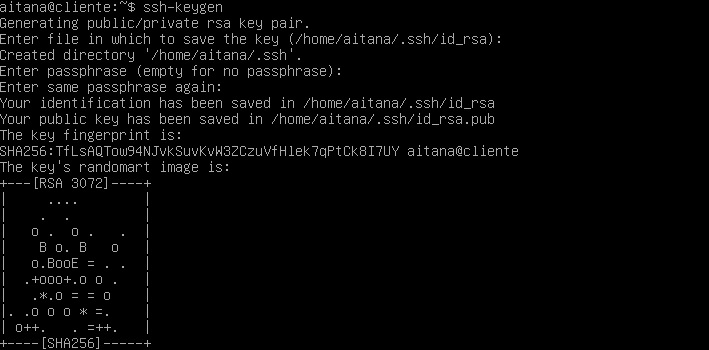 aitana@cliente:~$ ssh-keygen
Generating public/private rsa key pair.
Enter file in which to save the key (/home/aitana/.ssh/id_rsa):
Created directory '/home/aitana/.ssh'.
Enter passphrase (empty for no passphrase):
Enter same passphrase again:
Your identification has been saved in /home/aitana/.ssh/id_rsa
Your public key has been saved in /home/aitana/.ssh/id_rsa.pub
The key fingerprint is:
SHA256:TfLsAQTow94NJvkSuvKvW3ZCzuVfHlek7qPtCk8I7UY aitana@cliente
The key's randomart image is:
+---[RSA 3072]----+
|     ....        |
|    .  .         |
|   o .  o .   .  |
|    B o. B   o   |
|   o.BooE = . .  |
|  .+ooo+.o o .   |
|   .*.o = = o    |
|. .o o o * =.    |
| o++.   . =++.   |
+----[SHA256]-----+